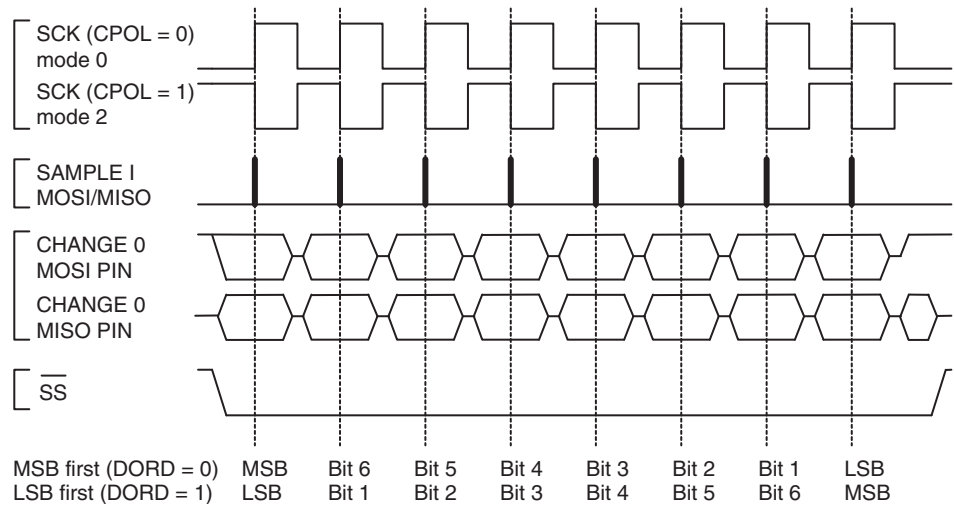 SCK (CPOL = 0)
mode 0
SCK (CPOL = 1)
mode 2
SAMPLE I
MOSI/MISO
CHANGE 0
MOSI PIN
CHANGE 0
MISO PIN
SS
MSB first (DORD = 0) MSB Bit 6 Bit 5 Bit 4 Bit 3 Bit 2 Bit 1 LSB
LSB first (DORD = 1) LSB Bit 1 Bit 2 Bit 3 Bit 4 Bit 5 Bit 6 MSB